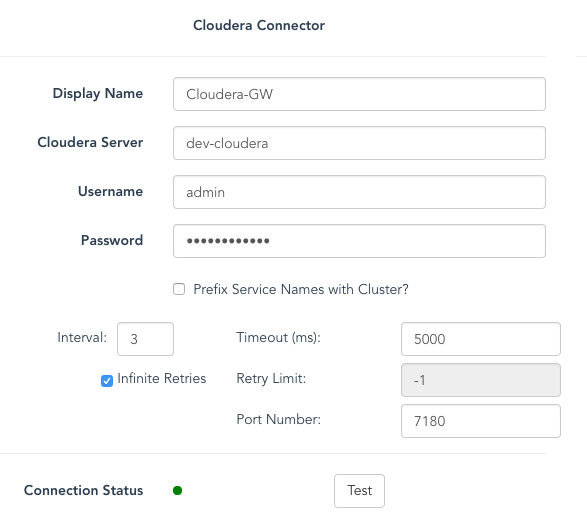 Cloudera Connector
Display Name Cloudera-GW
Cloudera Server dev-cloudera
Username admin
Password ••••••••••••
Prefix Service Names with Cluster?
Interval: 3 Timeout (ms): 5000
Infinite Retries Retry Limit: -1
Port Number: 7180
Connection Status Test